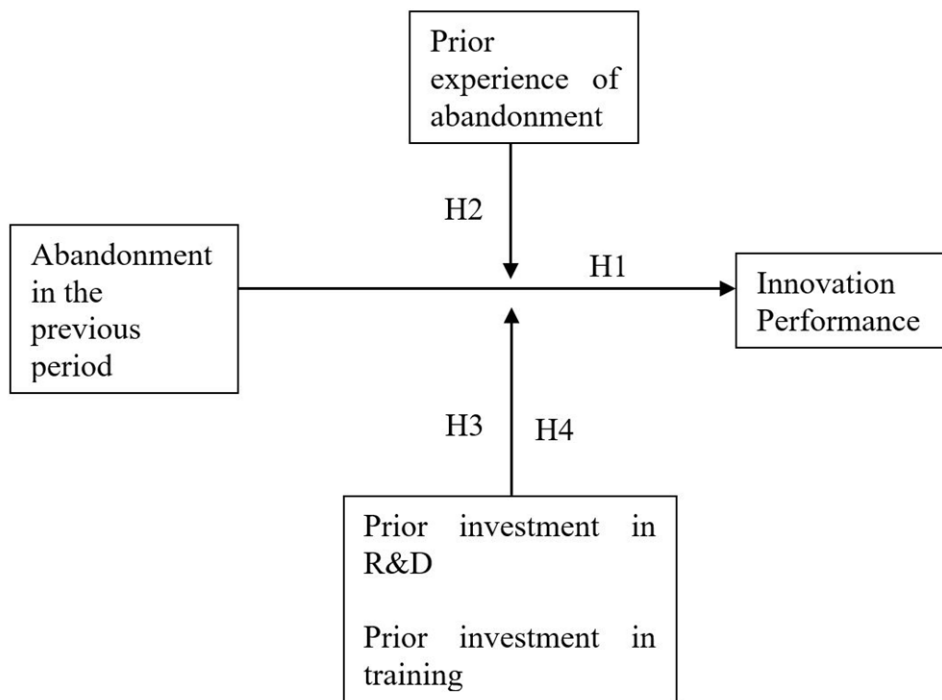 Prior
experience of
abandonment
H2
H1
Abandonment
in the
previous
period
Innovation
Performance
H3 H4
Prior investment in
R&D
Prior investment in
training